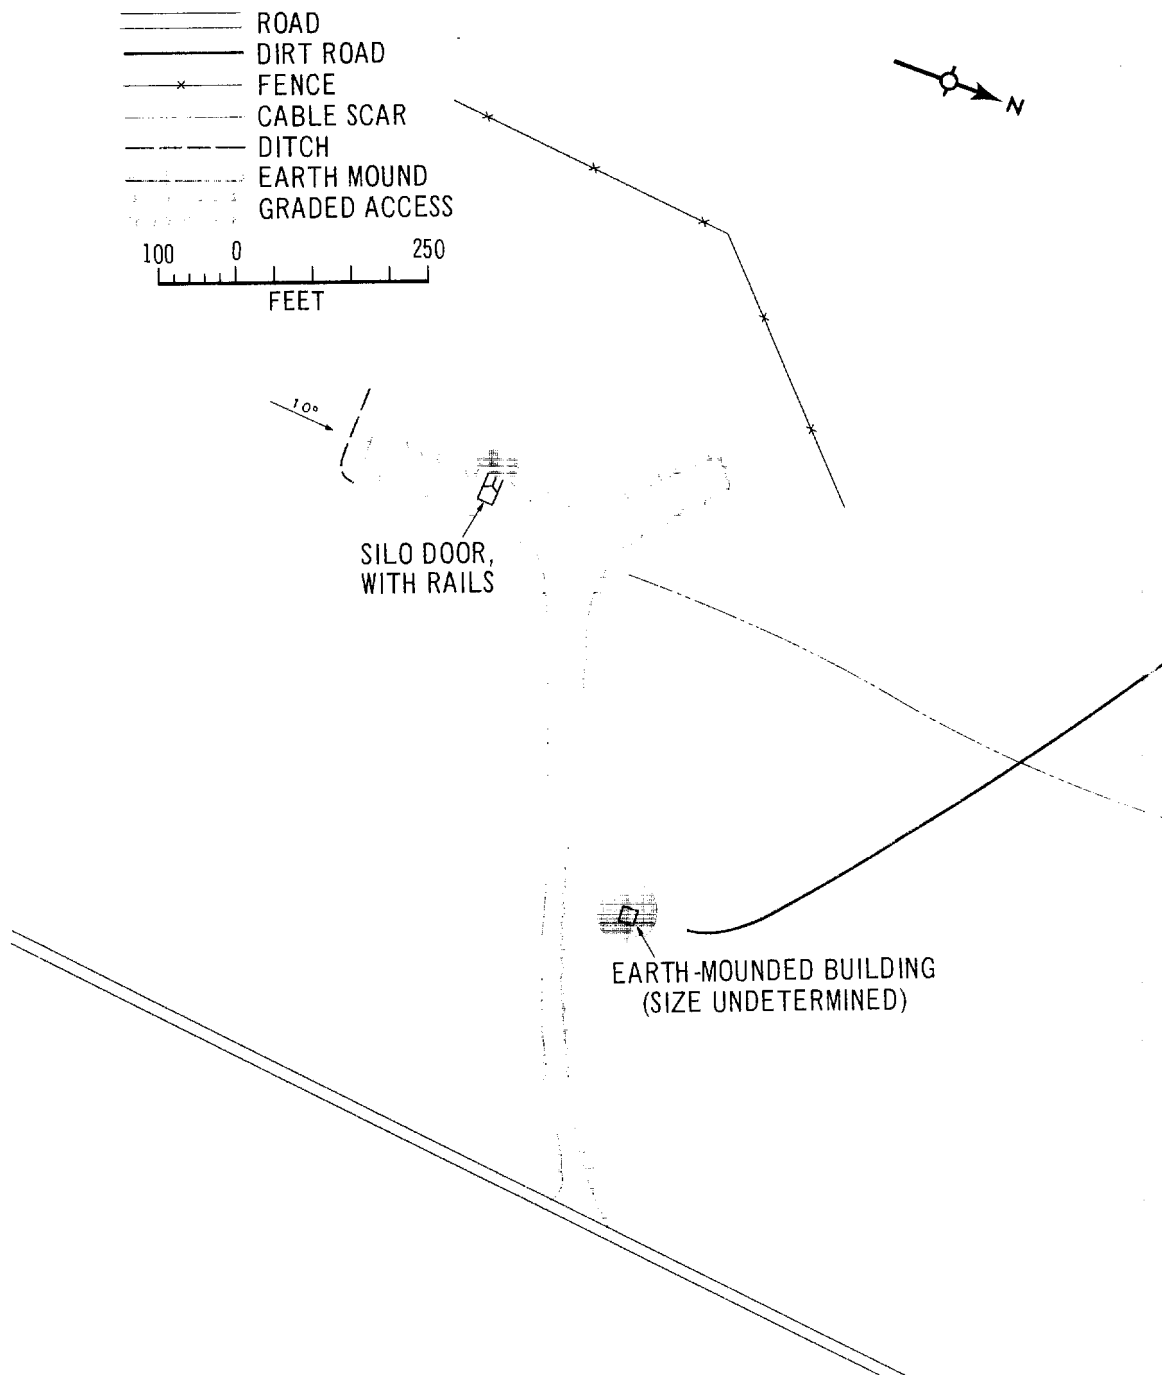 ROAD
DIRT ROAD
FENCE
CABLE SCAR
DITCH
EARTH MOUND
GRADED ACCESS
100 0 250
FEET
N
10°
SILO DOOR,
WITH RAILS
EARTH-MOUNDED BUILDING
(SIZE UNDETERMINED)